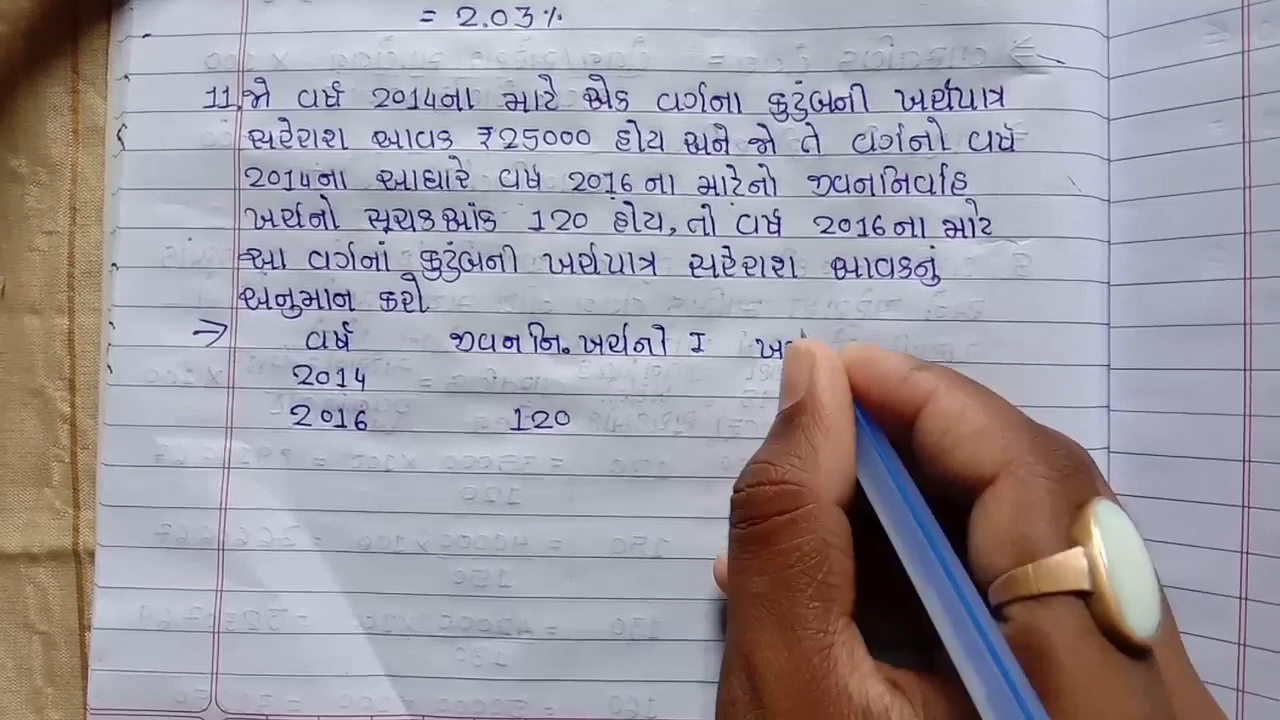 = 2.03%
11, જો વર્ષ 2014ના માટે એક વર્ગના કુટુંબની ખર્ચપાત્ર
સરેરાશ આવક ₹25000 હોય અને જો તે વર્ગનો વર્ષ
2014ના આધારે વર્ષ 2016 ના માટેનો જીવનનિર્વાહ
ખર્ચનો સૂચકઆંક 120 હોય, તો વર્ષ 2016ના માટે
આ વર્ગનાં કુટુંબની ખર્ચપાત્ર સરેરાશ આવકનું
અનુમાન કરો
→ વર્ષ જીવન નિ. ખર્ચનો I
2014
2016 120